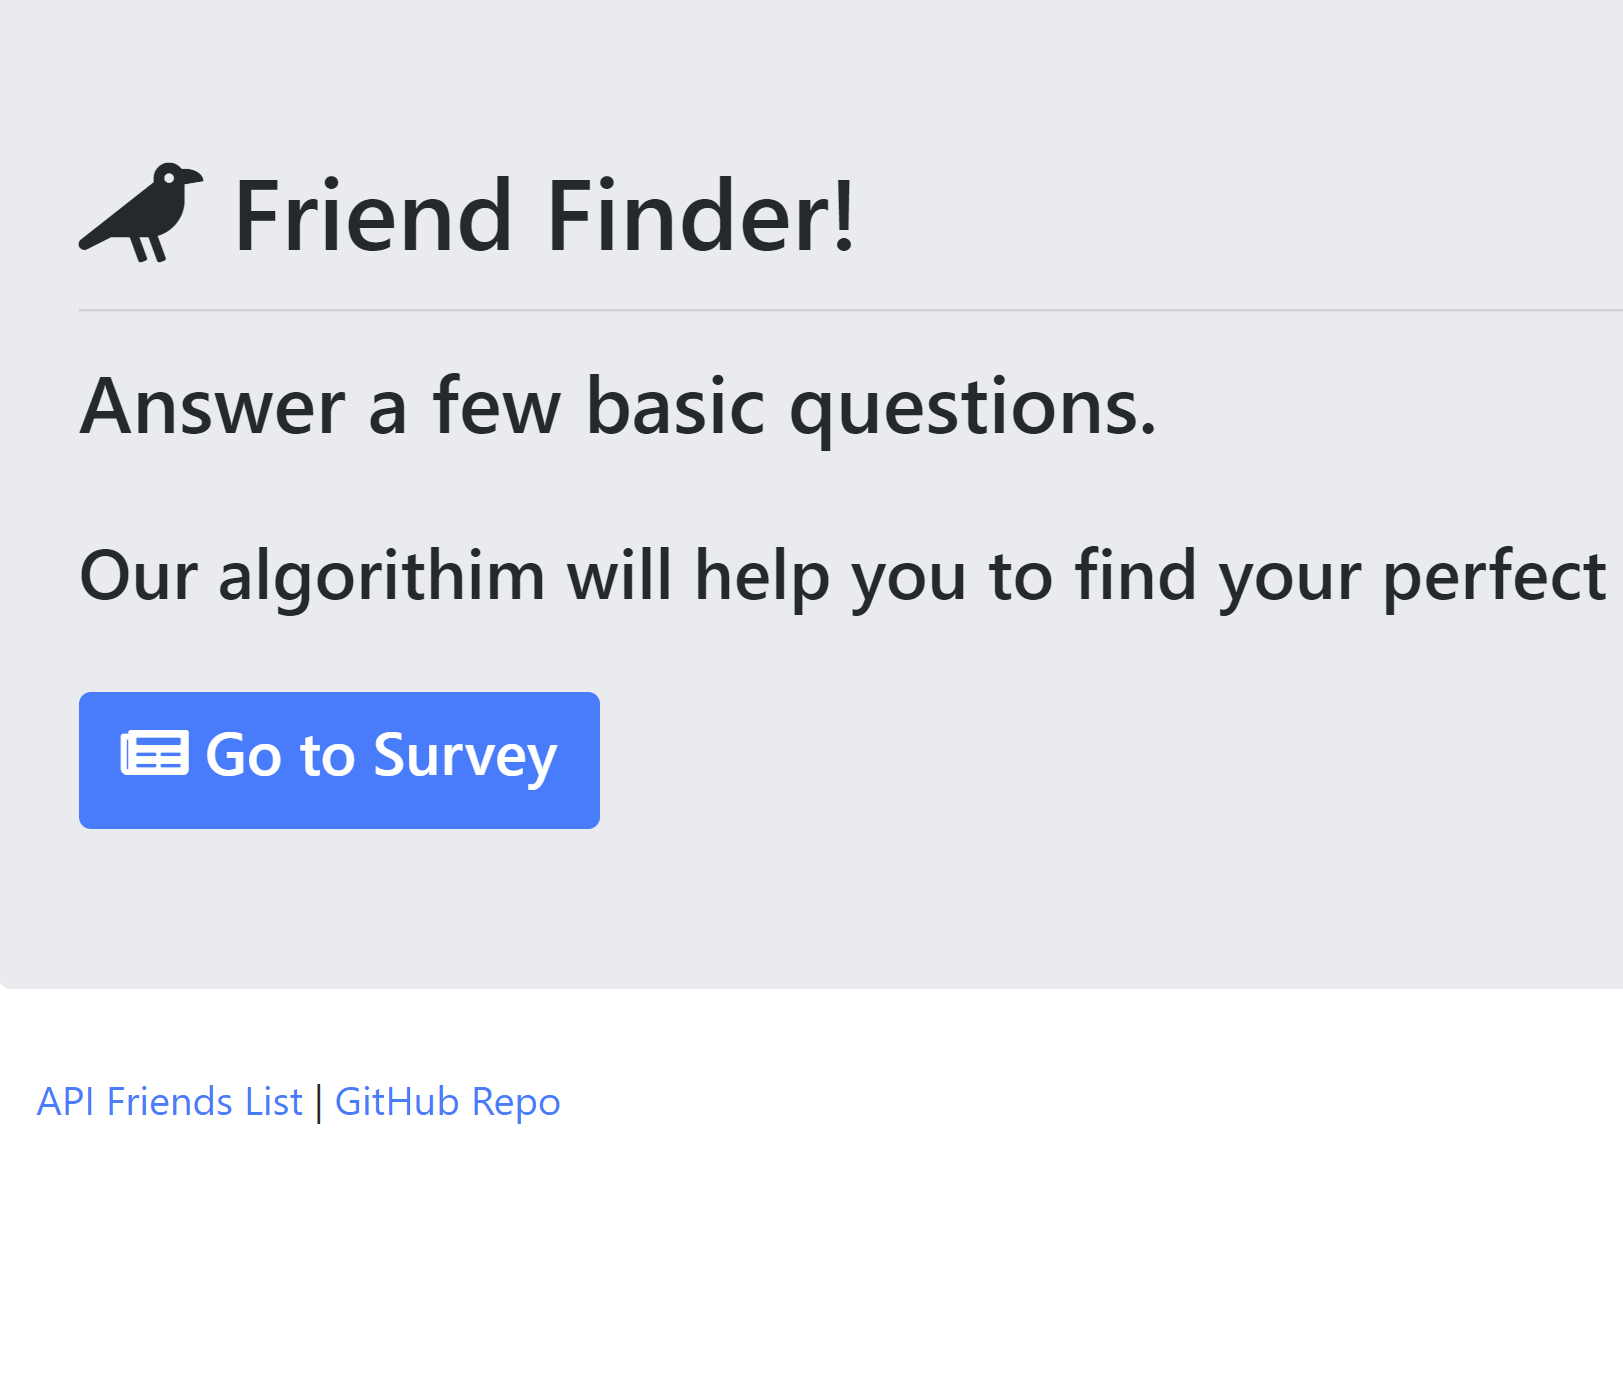 Friend Finder!
Answer a few basic questions.
Our algorithim will help you to find your perfect
Go to Survey
API Friends List | GitHub Repo